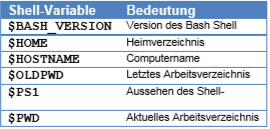 Shell-Variable Bedeutung
$BASH_VERSION Version des Bash Shell
$HOME Heimverzeichnis
$HOSTNAME Computername
$OLDPWD Letztes Arbeitsverzeichnis
$PS1 Aussehen des Shell-
$PWD Aktuelles Arbeitsverzeichnis